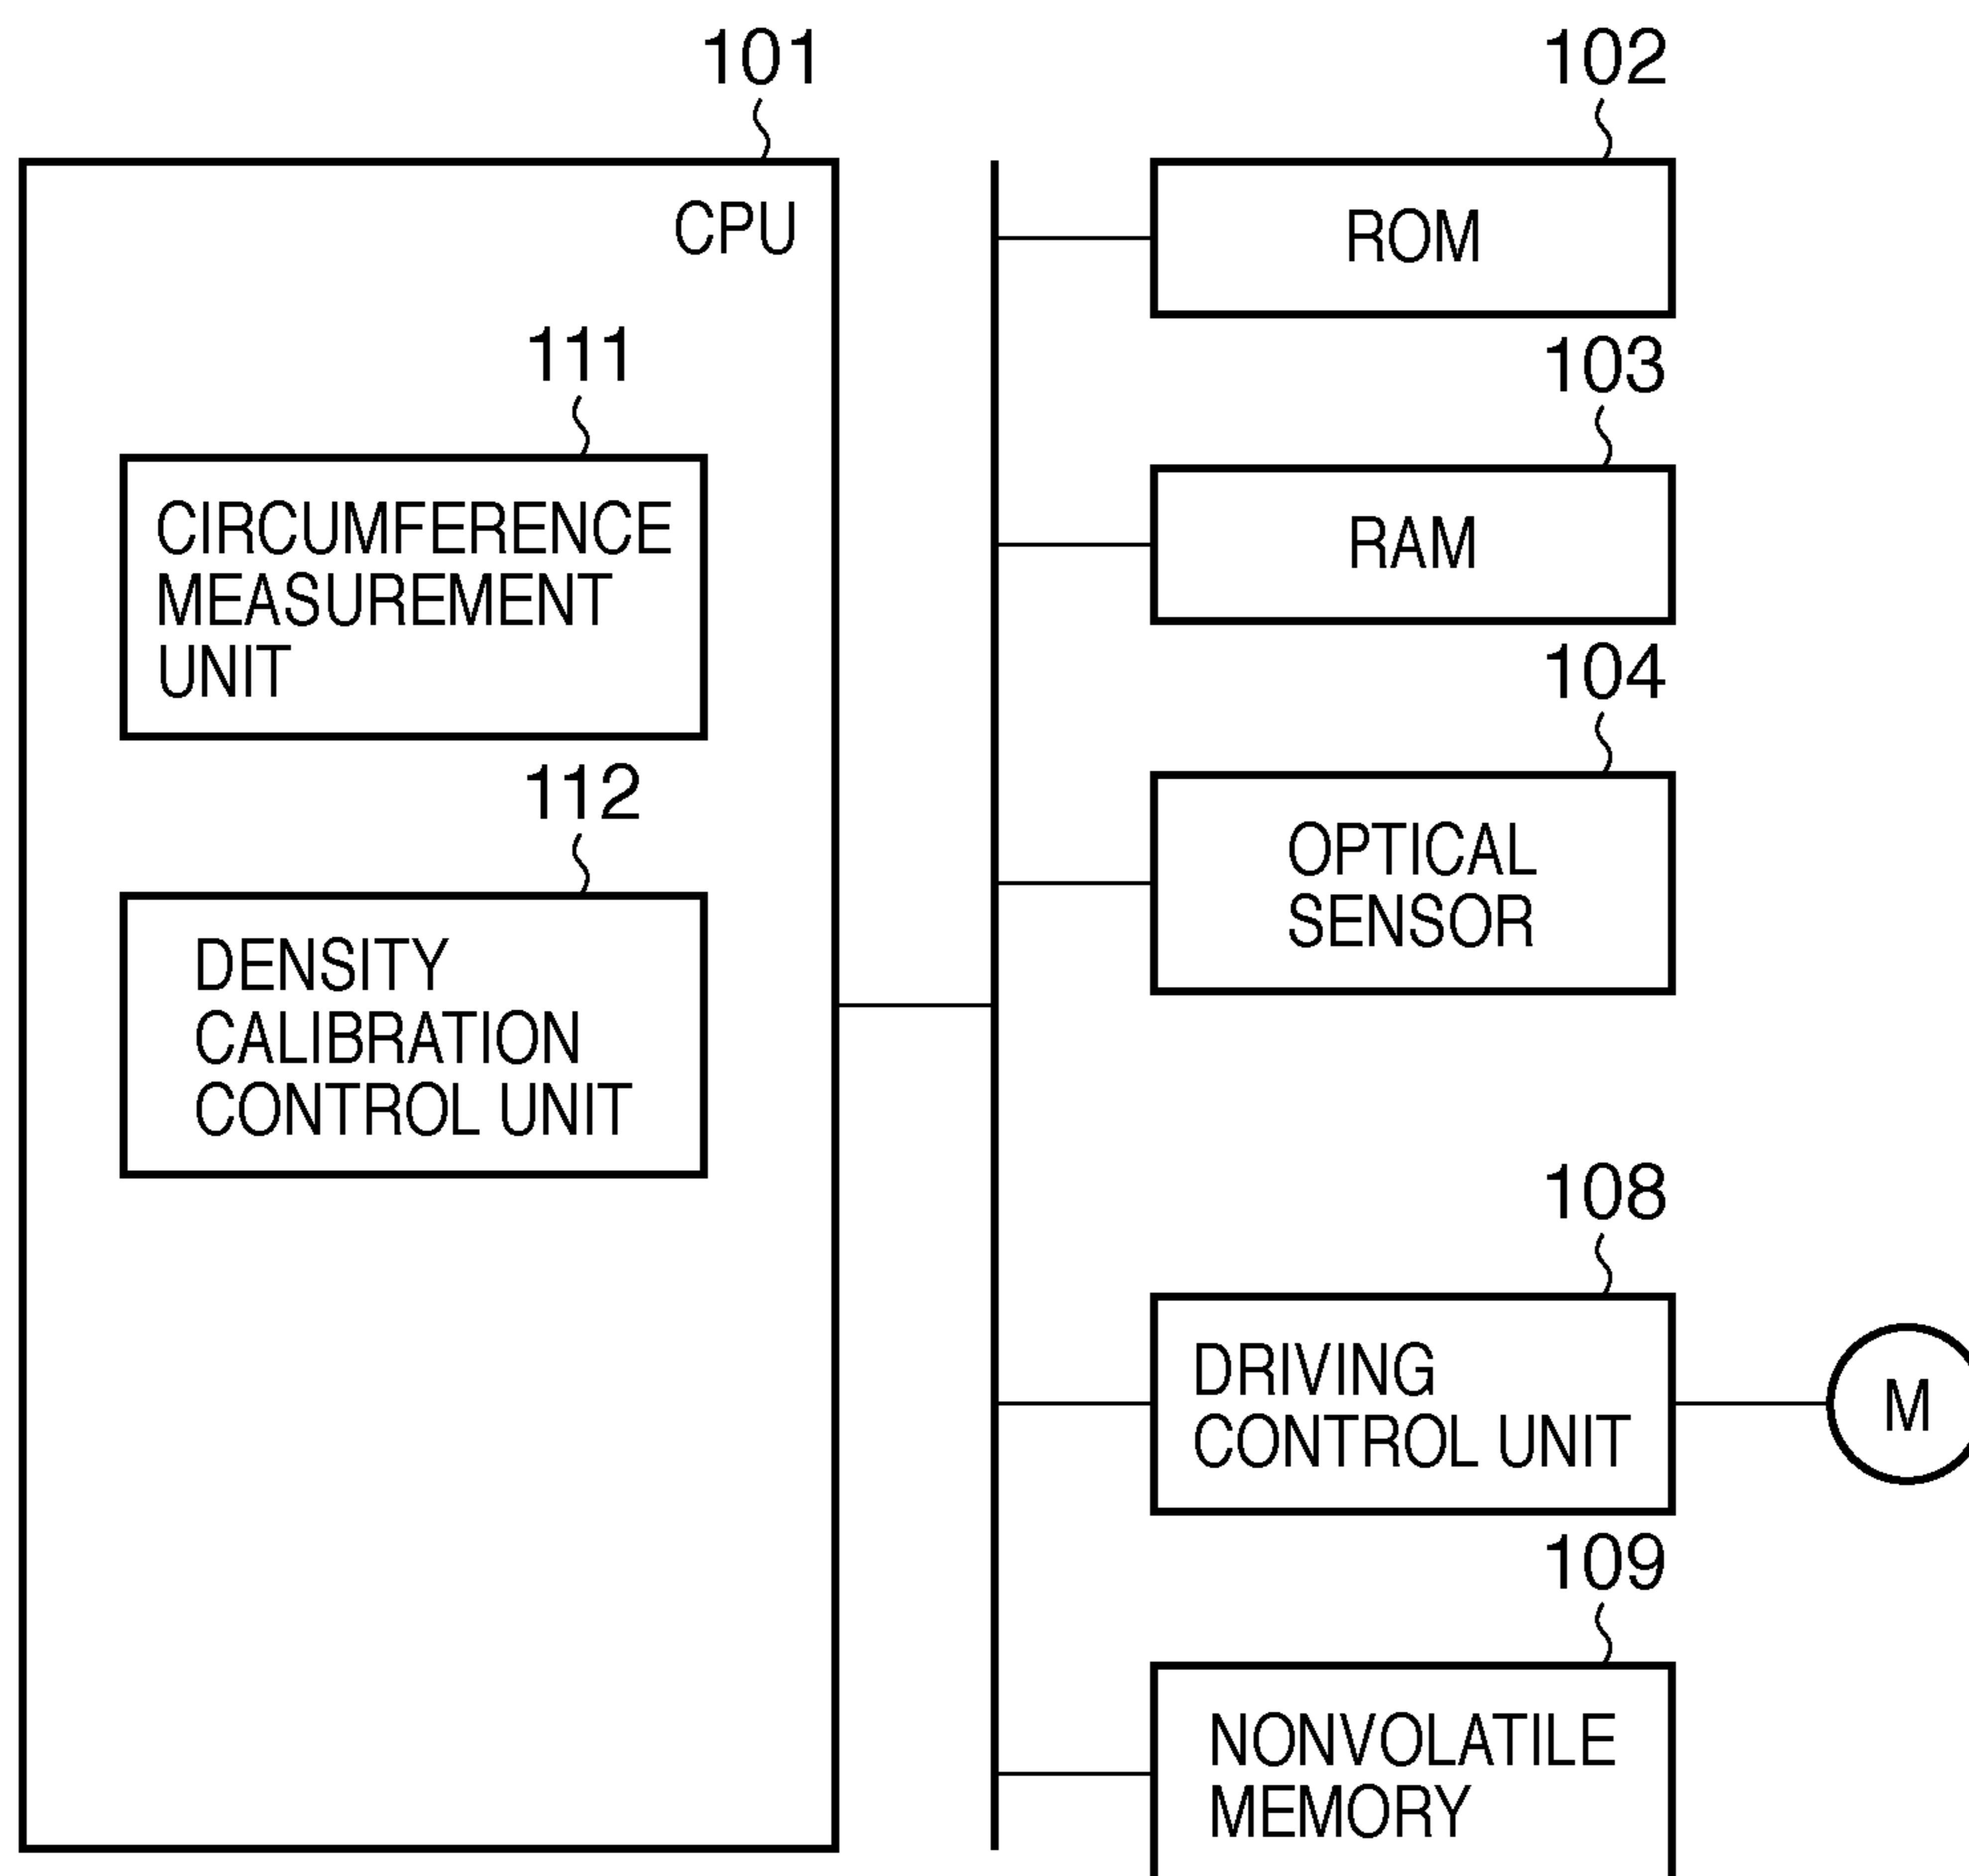 101
CPU
111
CIRCUMFERENCE
MEASUREMENT
UNIT
112
DENSITY
CALIBRATION
CONTROL UNIT
102
ROM
103
RAM
104
OPTICAL
SENSOR
108
DRIVING
CONTROL UNIT
M
109
NONVOLATILE
MEMORY